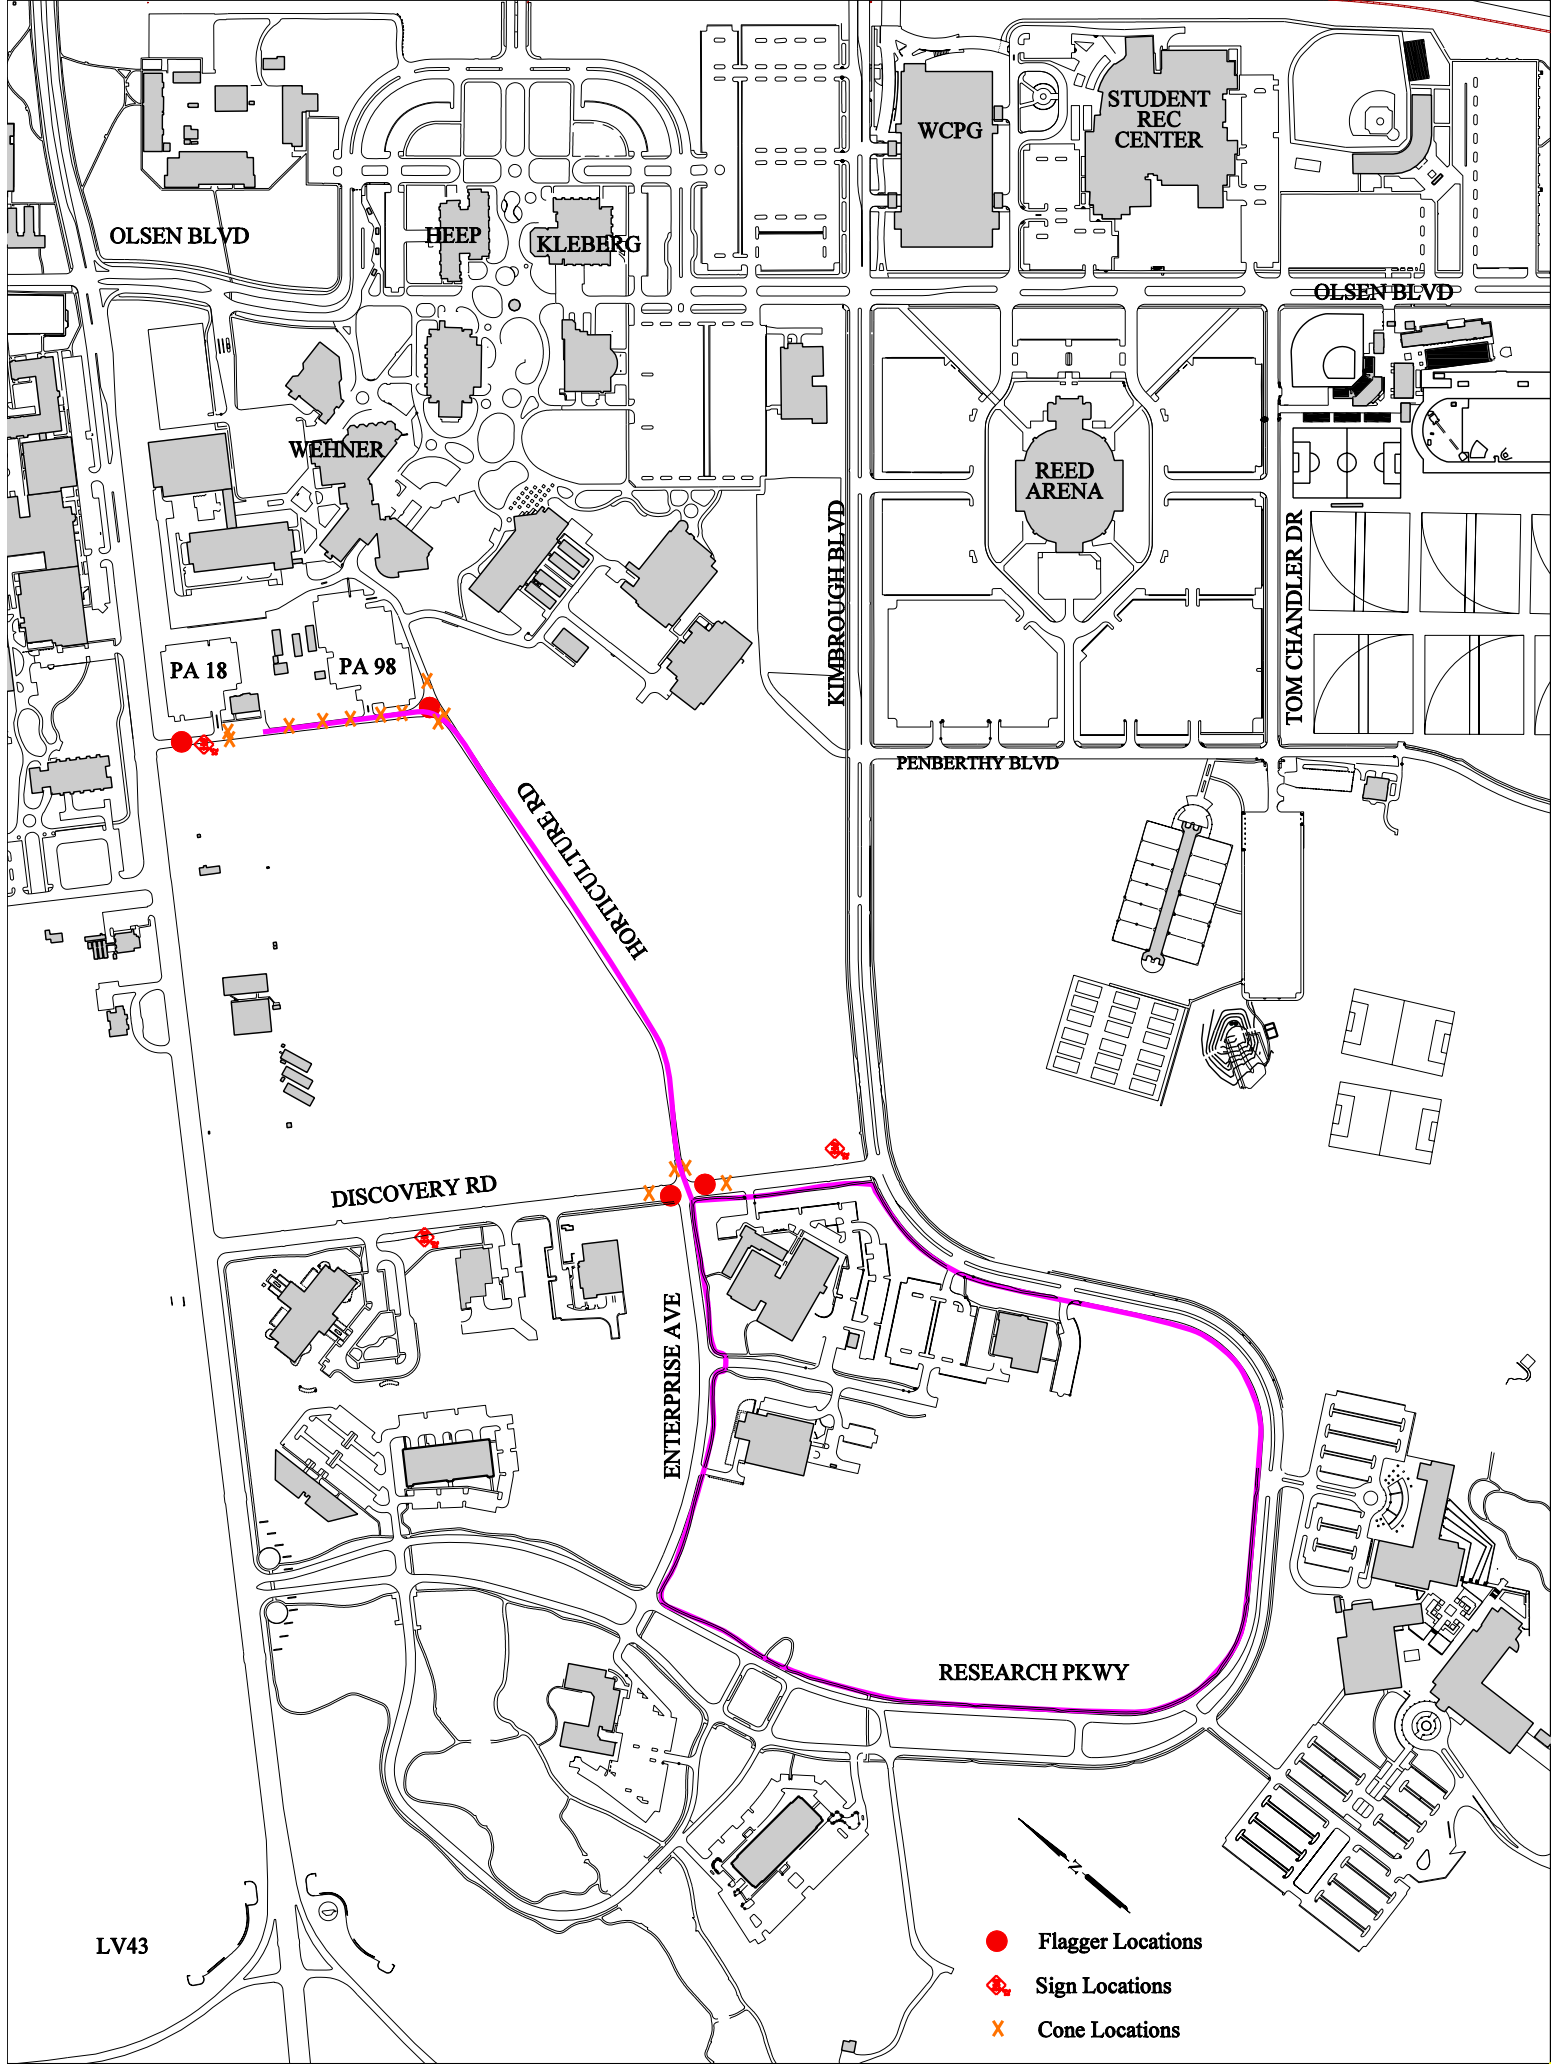 STUDENT
REC
CENTER
WCPG
OLSEN BLVD
HEEP
KLEBERG
OLSEN BLVD
WEHNER
REED
ARENA
KIMBROUGH BLVD
TOM CHANDLER DR
PA 18
PA 98
PENBERTHY BLVD
HORTICULTURE RD
DISCOVERY RD
ENTERPRISE AVE
RESEARCH PKWY
N
LV43
Flagger Locations
Sign Locations
Cone Locations